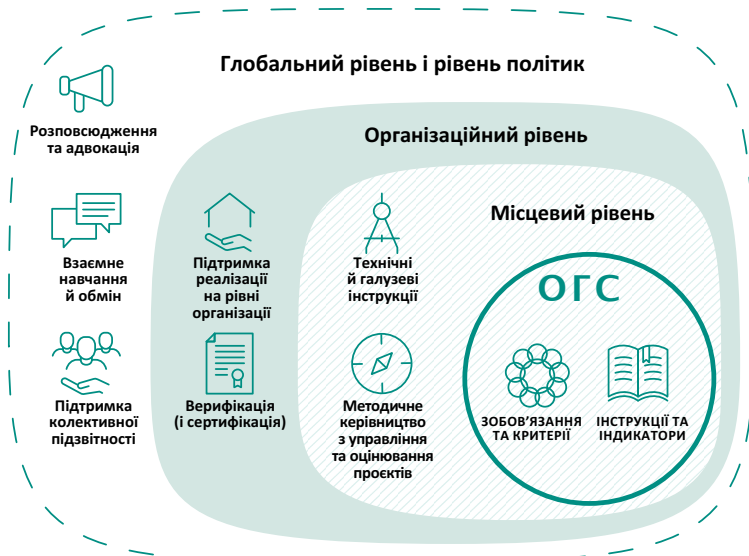 Глобальний рівень і рівень політик
Розповсюдження
та адвокація
Взаємне
навчання
й обмін
Підтримка
колективної
підзвітності
Організаційний рівень
Підтримка
реалізації
на рівні
організації
Верифікація
(і сертифікація)
Місцевий рівень
Технічні
й галузеві
інструкції
Методичне
керівництво
з управління
та оцінювання
проєктів
ОГС
ЗОБОВ'ЯЗАННЯ
ТА КРИТЕРІЇ
ІНСТРУКЦІЇ ТА
ІНДИКАТОРИ